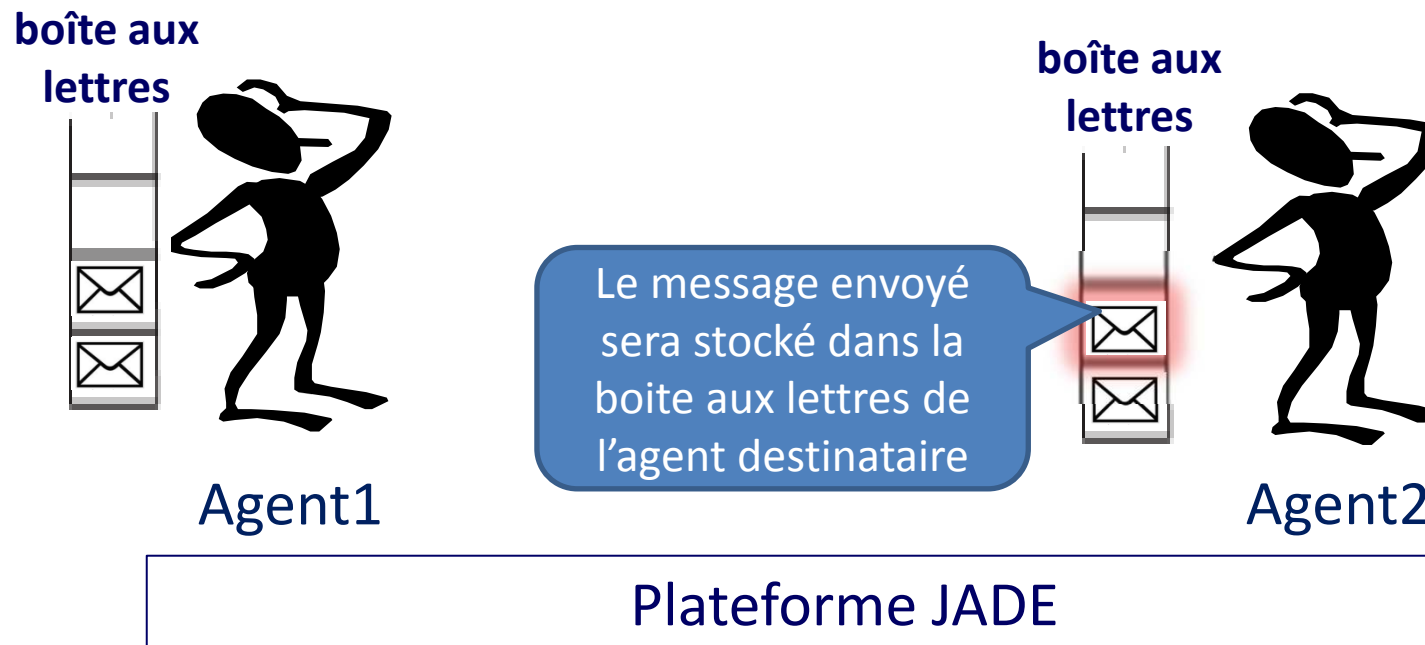 boîte aux
lettres
boîte aux
lettres
Le message envoyé
sera stocké dans la
boite aux lettres de
l’agent destinataire
Agent1
Agent2
Plateforme JADE